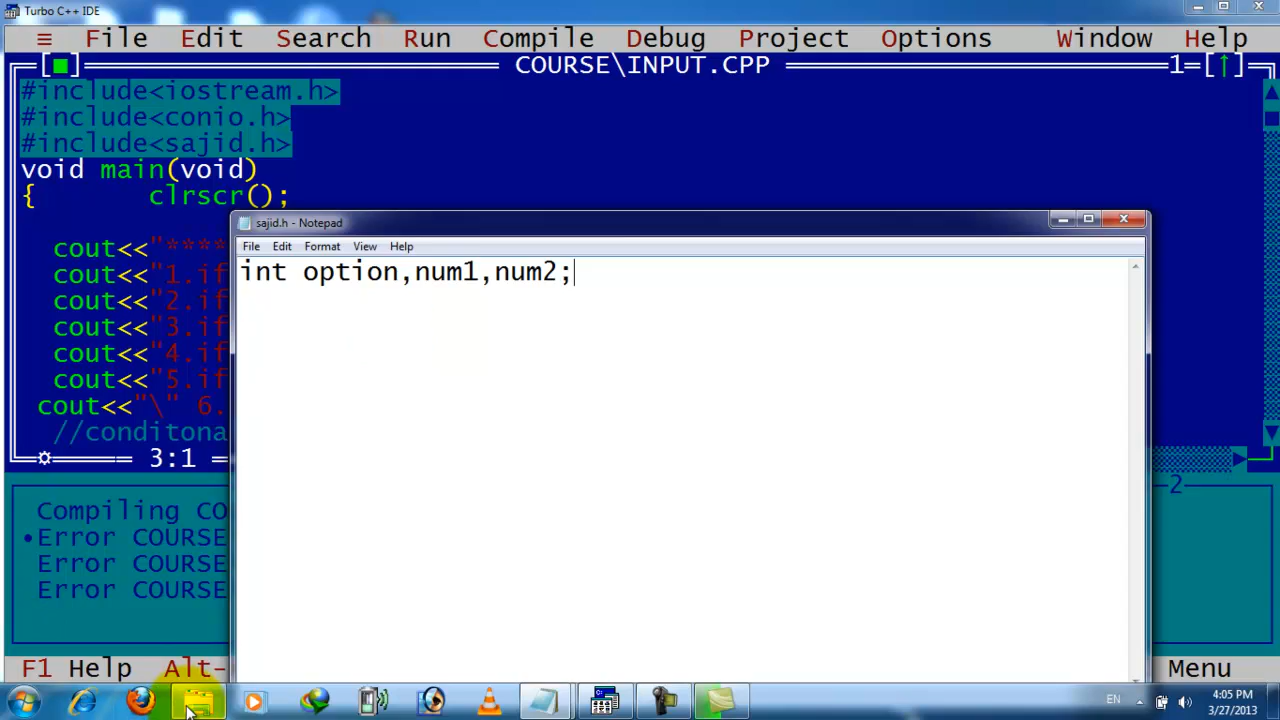 Turbo C++ IDE
≡ File Edit Search Run Compile Debug Project Options Window Help
[■] COURSE\INPUT.CPP 1=[↑]
#include<iostream.h>
#include<conio.h>
#include<sajid.h>
void main(void)
{ clrscr();
sajid.h - Notepad
File Edit Format View Help
int option,num1,num2;
cout<<"****
cout<<"1.if
cout<<"2.if
cout<<"3.if
cout<<"4.if
cout<<"5.if
cout<<"\" 6.
//conditona
3:1
2
Compiling CO
•Error COURSE
Error COURSE
Error COURSE
F1 Help Alt- Menu
EN
4:05 PM
3/27/2013